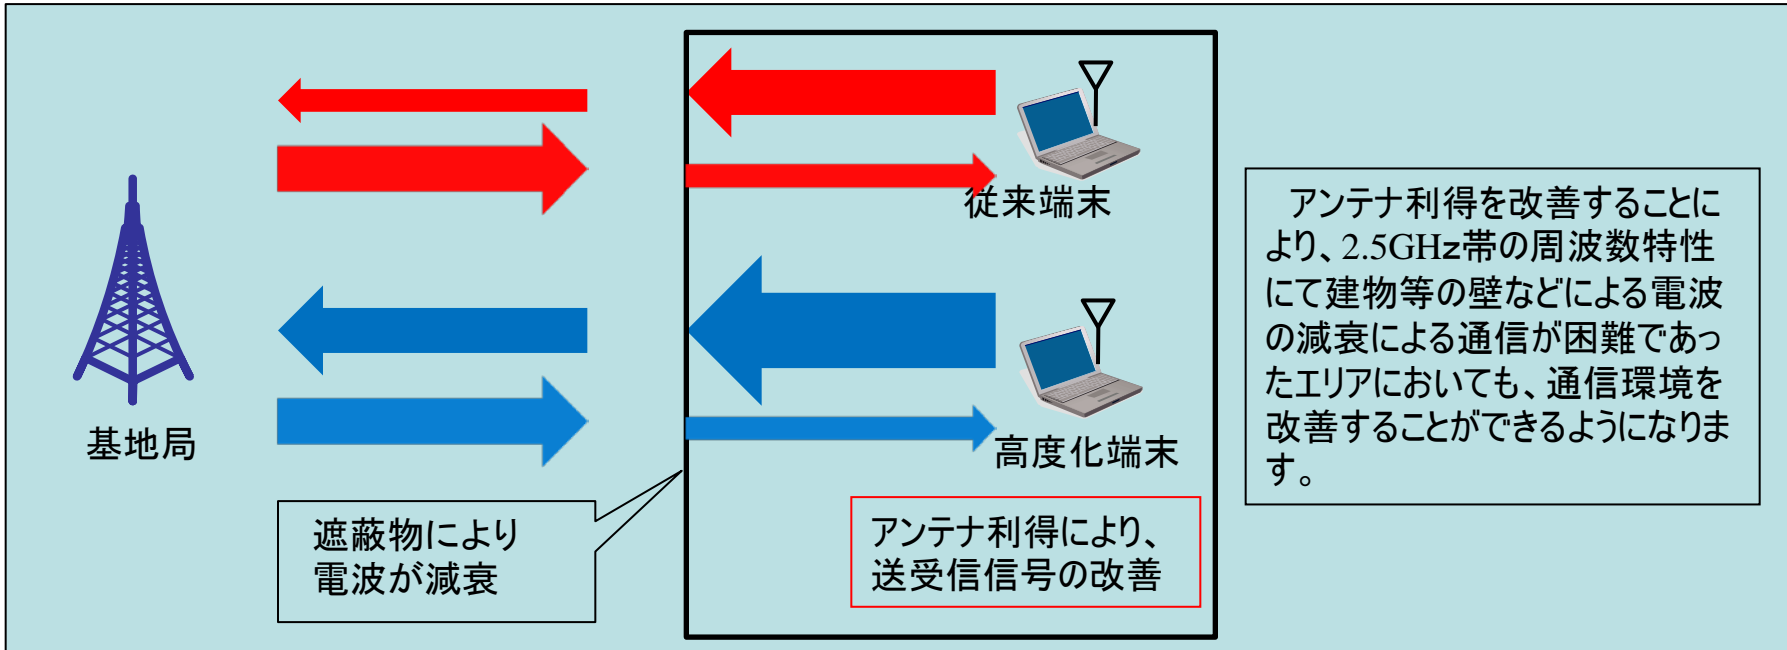 従来端末
基地局
高度化端末
遮蔽物により
電波が減衰
アンテナ利得により、
送受信信号の改善
アンテナ利得を改善することに
より、2.5GHz帯の周波数特性
にて建物等の壁などによる電波
の減衰による通信が困難であっ
たエリアにおいても、通信環境を
改善することができるようになりま
す。